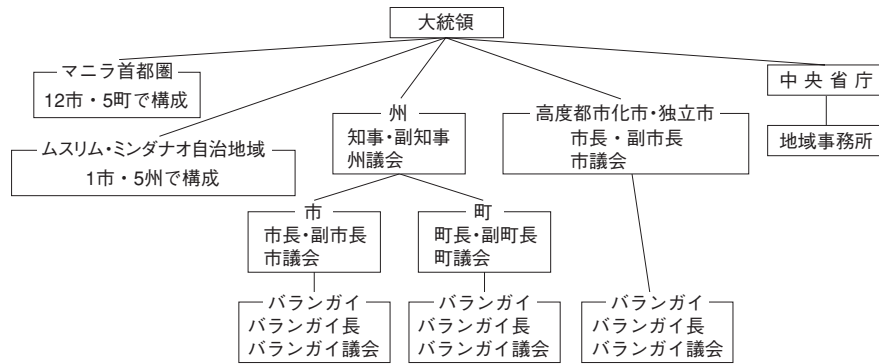 大統領
マニラ首都圏
12市・5町で構成
ムスリム・ミンダナオ自治地域
1市・5州で構成
州
知事・副知事
州議会
高度都市化市・独立市
市長・副市長
市議会
中央省庁
地域事務所
市
市長・副市長
市議会
町
町長・副町長
町議会
バランガイ
バランガイ長
バランガイ議会
バランガイ
バランガイ長
バランガイ議会
バランガイ
バランガイ長
バランガイ議会